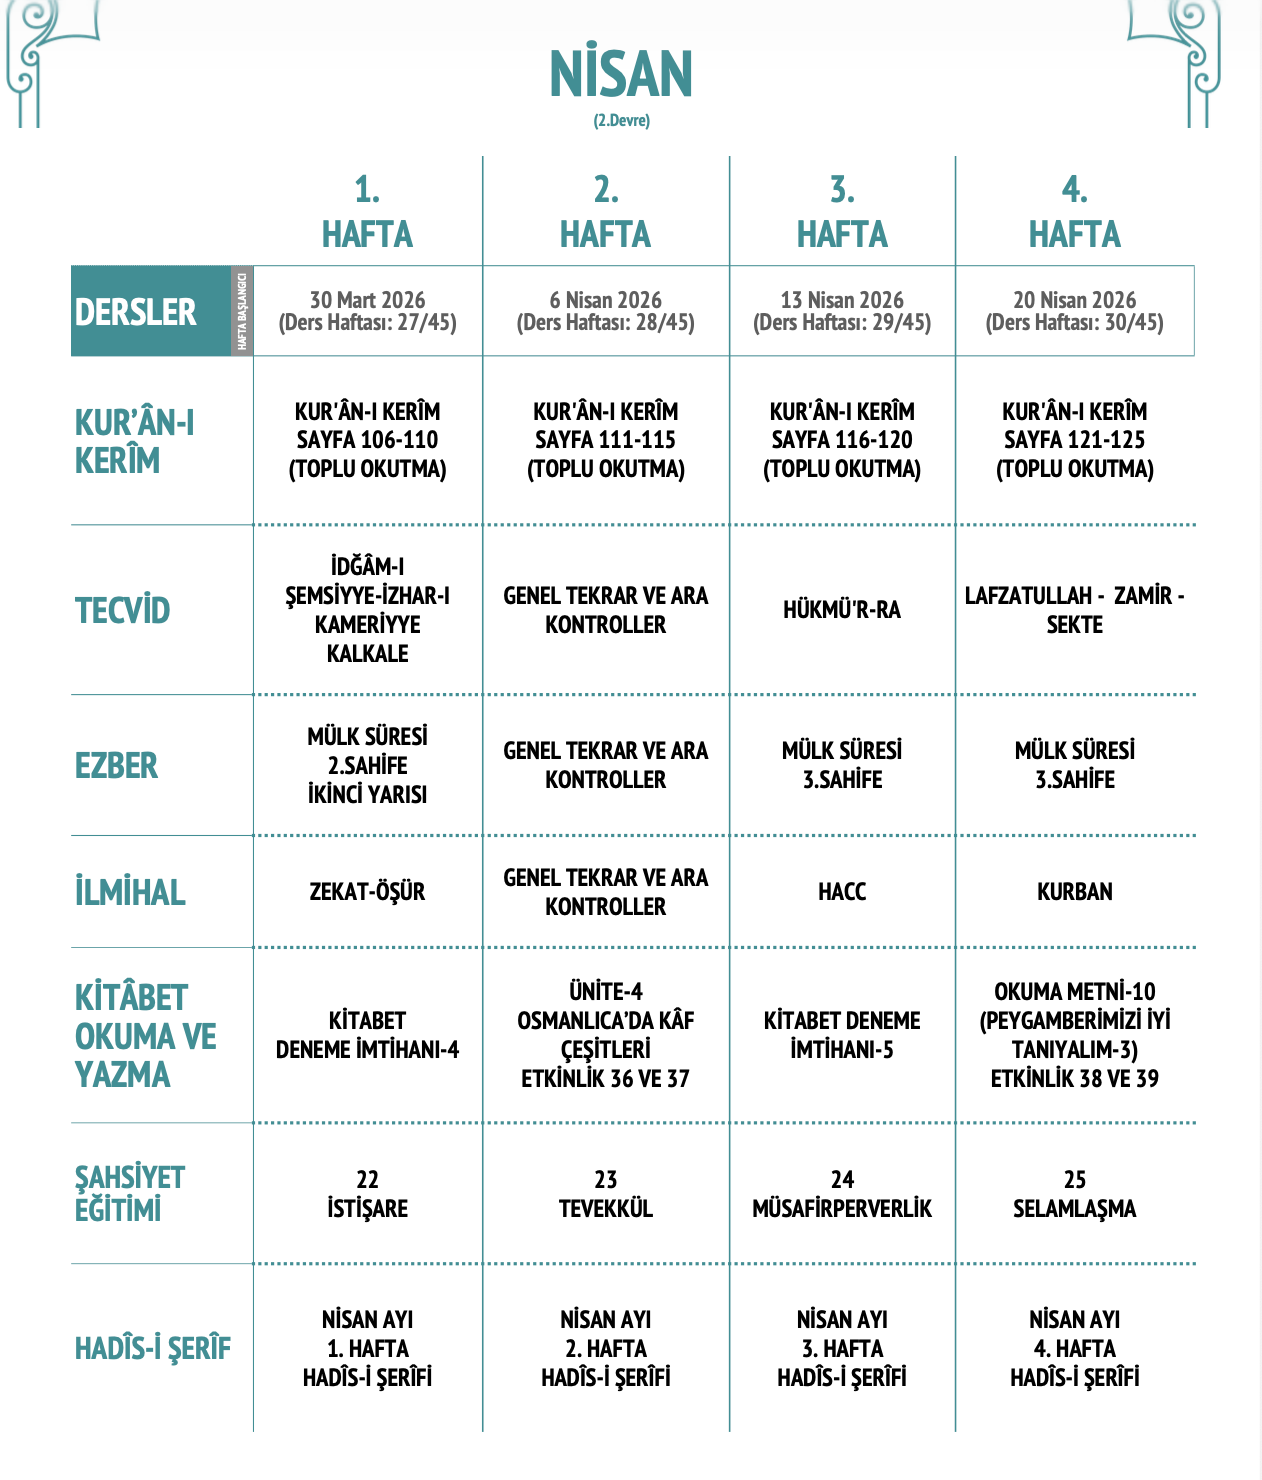 NİSAN
(2.Devre)
1.
HAFTA
2.
HAFTA
3.
HAFTA
4.
HAFTA
DERSLER
HAFTA BAŞLANGICI
30 Mart 2026
(Ders Haftası: 27/45)
6 Nisan 2026
(Ders Haftası: 28/45)
13 Nisan 2026
(Ders Haftası: 29/45)
20 Nisan 2026
(Ders Haftası: 30/45)
KUR’ÂN-I
KERÎM
KUR'ÂN-I KERÎM
SAYFA 106-110
(TOPLU OKUTMA)
KUR'ÂN-I KERÎM
SAYFA 111-115
(TOPLU OKUTMA)
KUR'ÂN-I KERÎM
SAYFA 116-120
(TOPLU OKUTMA)
KUR'ÂN-I KERÎM
SAYFA 121-125
(TOPLU OKUTMA)
TECVİD
İDĞÂM-I
ŞEMSİYYE-İZHAR-I
KAMERİYYE
KALKALE
GENEL TEKRAR VE ARA
KONTROLLER
HÜKMÜ'R-RA
LAFZATULLAH - ZAMİR -
SEKTE
EZBER
MÜLK SÜRESİ
2.SAHİFE
İKİNCİ YARISI
GENEL TEKRAR VE ARA
KONTROLLER
MÜLK SÜRESİ
3.SAHİFE
MÜLK SÜRESİ
3.SAHİFE
İLMİHAL
ZEKAT-ÖŞÜR
GENEL TEKRAR VE ARA
KONTROLLER
HACC
KURBAN
KİTÂBET
OKUMA VE
YAZMA
KİTABET
DENEME İMTİHANI-4
ÜNİTE-4
OSMANLICA’DA KÂF
ÇEŞİTLERİ
ETKİNLİK 36 VE 37
KİTABET DENEME
İMTİHANI-5
OKUMA METNİ-10
(PEYGAMBERİMİZİ İYİ
TANIYALIM-3)
ETKİNLİK 38 VE 39
ŞAHSİYET
EĞİTİMİ
22
İSTİŞARE
23
TEVEKKÜL
24
MÜSAFİRPERVERLİK
25
SELAMLAŞMA
HADÎS-İ ŞERÎF
NİSAN AYI
1. HAFTA
HADÎS-İ ŞERÎFİ
NİSAN AYI
2. HAFTA
HADÎS-İ ŞERÎFİ
NİSAN AYI
3. HAFTA
HADÎS-İ ŞERÎFİ
NİSAN AYI
4. HAFTA
HADÎS-İ ŞERÎFİ